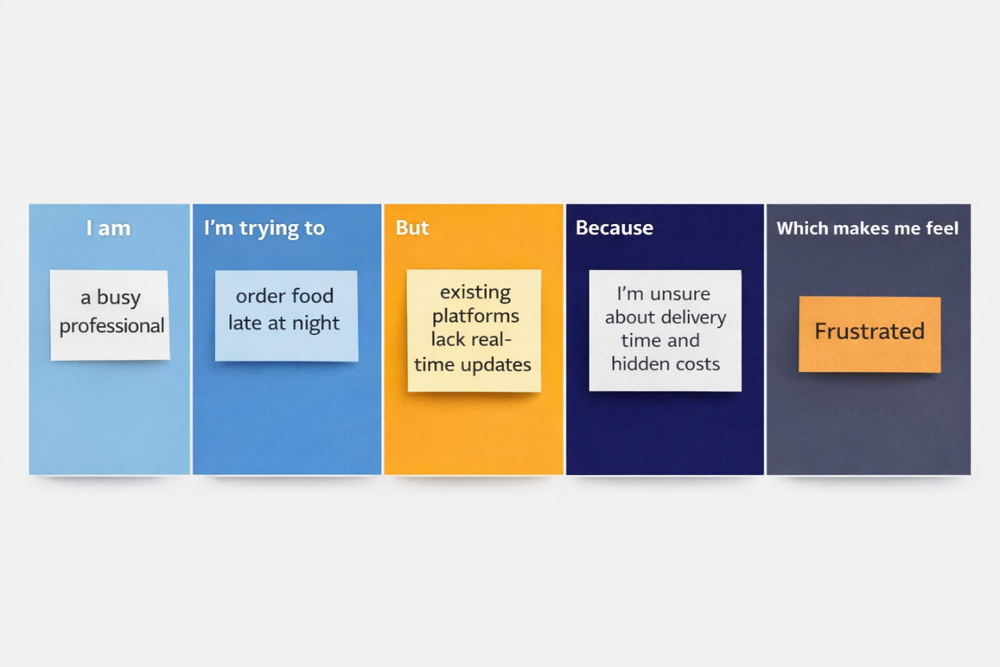 I am
a busy
professional
I'm trying to
order food
late at night
But
existing
platforms
lack real-
time updates
Because
I'm unsure
about delivery
time and
hidden costs
Which makes me feel
Frustrated